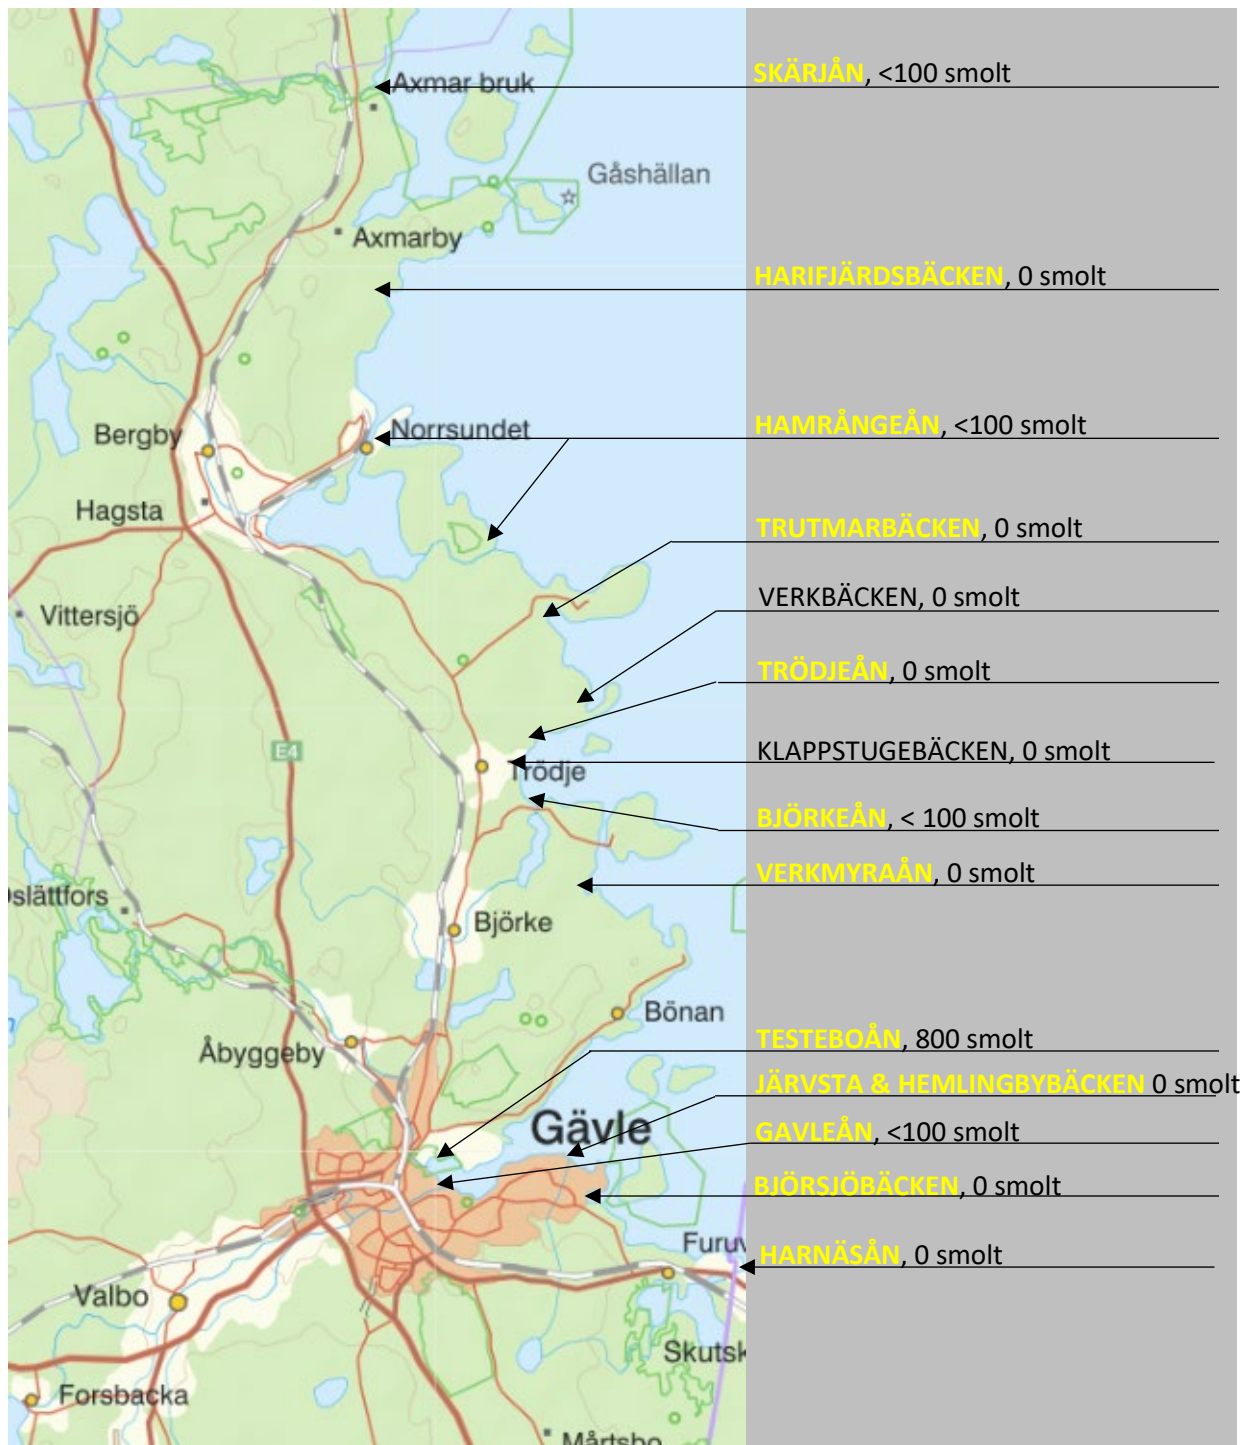 SKÄRJÅN, <100 smolt
Axmar bruk
Gåshällan
Axmarby
HARIFJÄRDSBÄCKEN, 0 smolt
HAMRÅNGEÅN, <100 smolt
Norrsundet
Bergby
Hagsta
TRUTMARBÄCKEN, 0 smolt
VERKBÄCKEN, 0 smolt
Vittersjö
TRÖDJEÅN, 0 smolt
E4
KLAPPSTUGEBÄCKEN, 0 smolt
Trödje
BJÖRKEÅN, < 100 smolt
VERKMYRAÅN, 0 smolt
slättfors
Björke
Bönan
TESTEBOÅN, 800 smolt
Åbyggeby
JÄRVSTA & HEMLINGBYBÄCKEN 0 smolt
Gävle
GAVLEÅN, <100 smolt
BJÖRSJÖBÄCKEN, 0 smolt
Furuv
HARNÄSÅN, 0 smolt
Valbo
Skutsk
Forsbacka
Mårtsbo